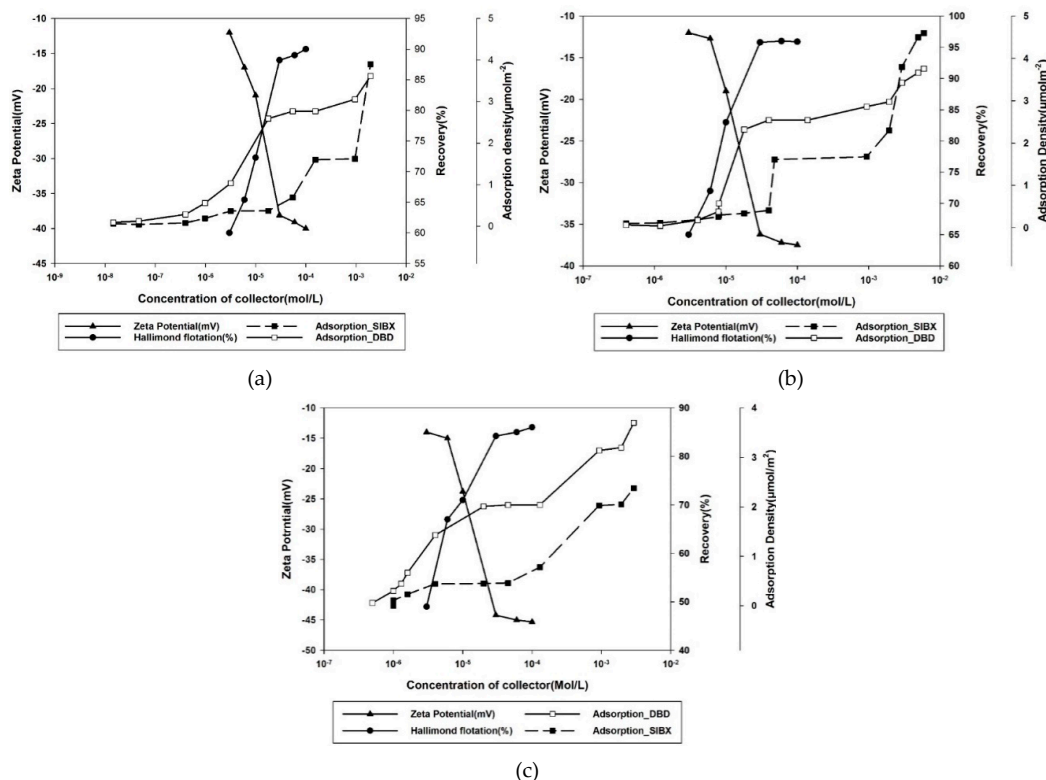 -10
-15
-20
-25
-30
-35
-40
-45
Zeta Potential(mV)
95
90
85
80
75
70
65
60
55
Recovery(%)
5
4
3
2
1
0
Adsorption density(µmolm⁻²)
10⁻⁹ 10⁻⁸ 10⁻⁷ 10⁻⁶ 10⁻⁵ 10⁻⁴ 10⁻³ 10⁻²
Concentration of collector(mol/L)
Zeta Potential(mV) Adsorption_SIBX
Hallimond flotation(%) Adsorption_DBD
(a)
-10
-15
-20
-25
-30
-35
-40
Zeta Potential(mV)
100
95
90
85
80
75
70
65
60
Recovery(%)
5
4
3
2
1
0
Adsorption Density(µmolm⁻²)
10⁻⁷ 10⁻⁶ 10⁻⁵ 10⁻⁴ 10⁻³ 10⁻²
Concentration of collector(mol/L)
Zeta Potential(mV) Adsorption_SIBX
Hallimond flotation(%) Adsorption_DBD
(b)
-10
-15
-20
-25
-30
-35
-40
-45
-50
Zeta Potrntial(mV)
90
80
70
60
50
40
Recovery(%)
4
3
2
1
0
Adsorption Density(µmol/m²)
10⁻⁷ 10⁻⁶ 10⁻⁵ 10⁻⁴ 10⁻³ 10⁻²
Concentration of collector(Mol/L)
Zeta Potential(mV) Adsorption_DBD
Hallimond flotation(%) Adsorption_SIBX
(c)